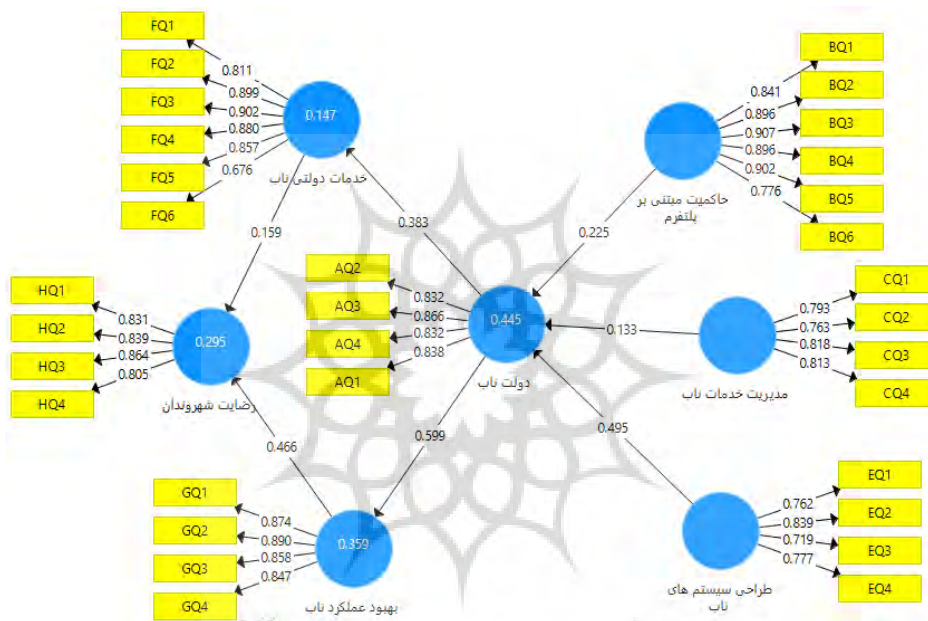 FQ1
FQ2
FQ3
FQ4
FQ5
FQ6
0.811
0.899
0.902
0.880
0.857
0.676
0.147
خدمات دولتی ناب
BQ1
BQ2
BQ3
BQ4
BQ5
BQ6
0.841
0.896
0.907
0.896
0.902
0.776
حاکمیت مبتنی بر
پلتفرم
0.383
0.159
0.225
AQ2
AQ3
AQ4
AQ1
0.832
0.866
0.832
0.838
0.445
دولت ناب
0.133
CQ1
CQ2
CQ3
CQ4
0.793
0.763
0.818
0.813
مدیریت خدمات ناب
HQ1
HQ2
HQ3
HQ4
0.831
0.839
0.864
0.805
0.295
رضایت شهروندان
0.466
0.599
0.495
GQ1
GQ2
GQ3
GQ4
0.874
0.890
0.858
0.847
0.359
بهبود عملکرد ناب
EQ1
EQ2
EQ3
EQ4
0.762
0.839
0.719
0.777
طراحی سیستم های
ناب